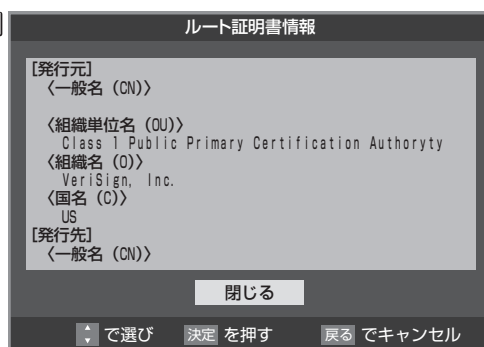 ルート証明書情報
[発行元]
〈一般名 (CN)〉
〈組織単位名 (OU)〉
Class 1 Public Primary Certification Authoryty
〈組織名 (O)〉
VeriSign, Inc.
〈国名 (C)〉
US
[発行先]
〈一般名 (CN)〉
閉じる
で選び 決定 を押す 戻る でキャンセル